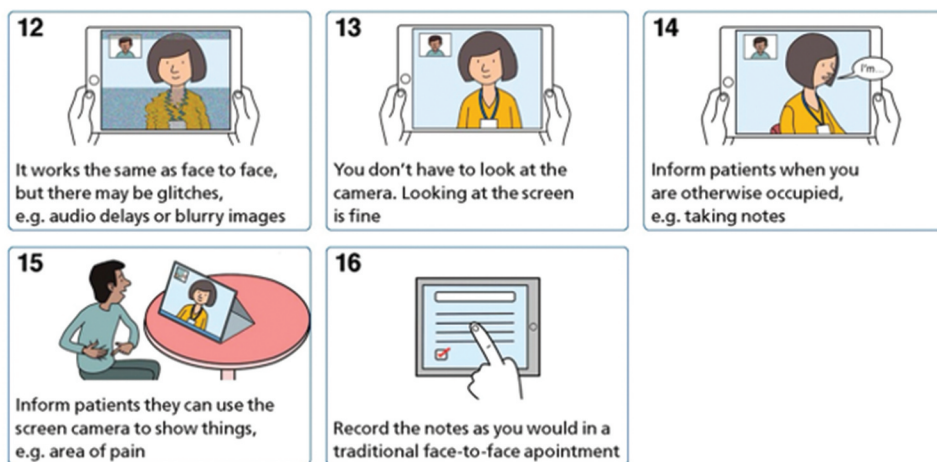 12
It works the same as face to face,
but there may be glitches,
e.g. audio delays or blurry images
13
You don't have to look at the
camera. Looking at the screen
is fine
14
I'm...
Inform patients when you
are otherwise occupied,
e.g. taking notes
15
Inform patients they can use the
screen camera to show things,
e.g. area of pain
16
Record the notes as you would in a
traditional face-to-face apointment